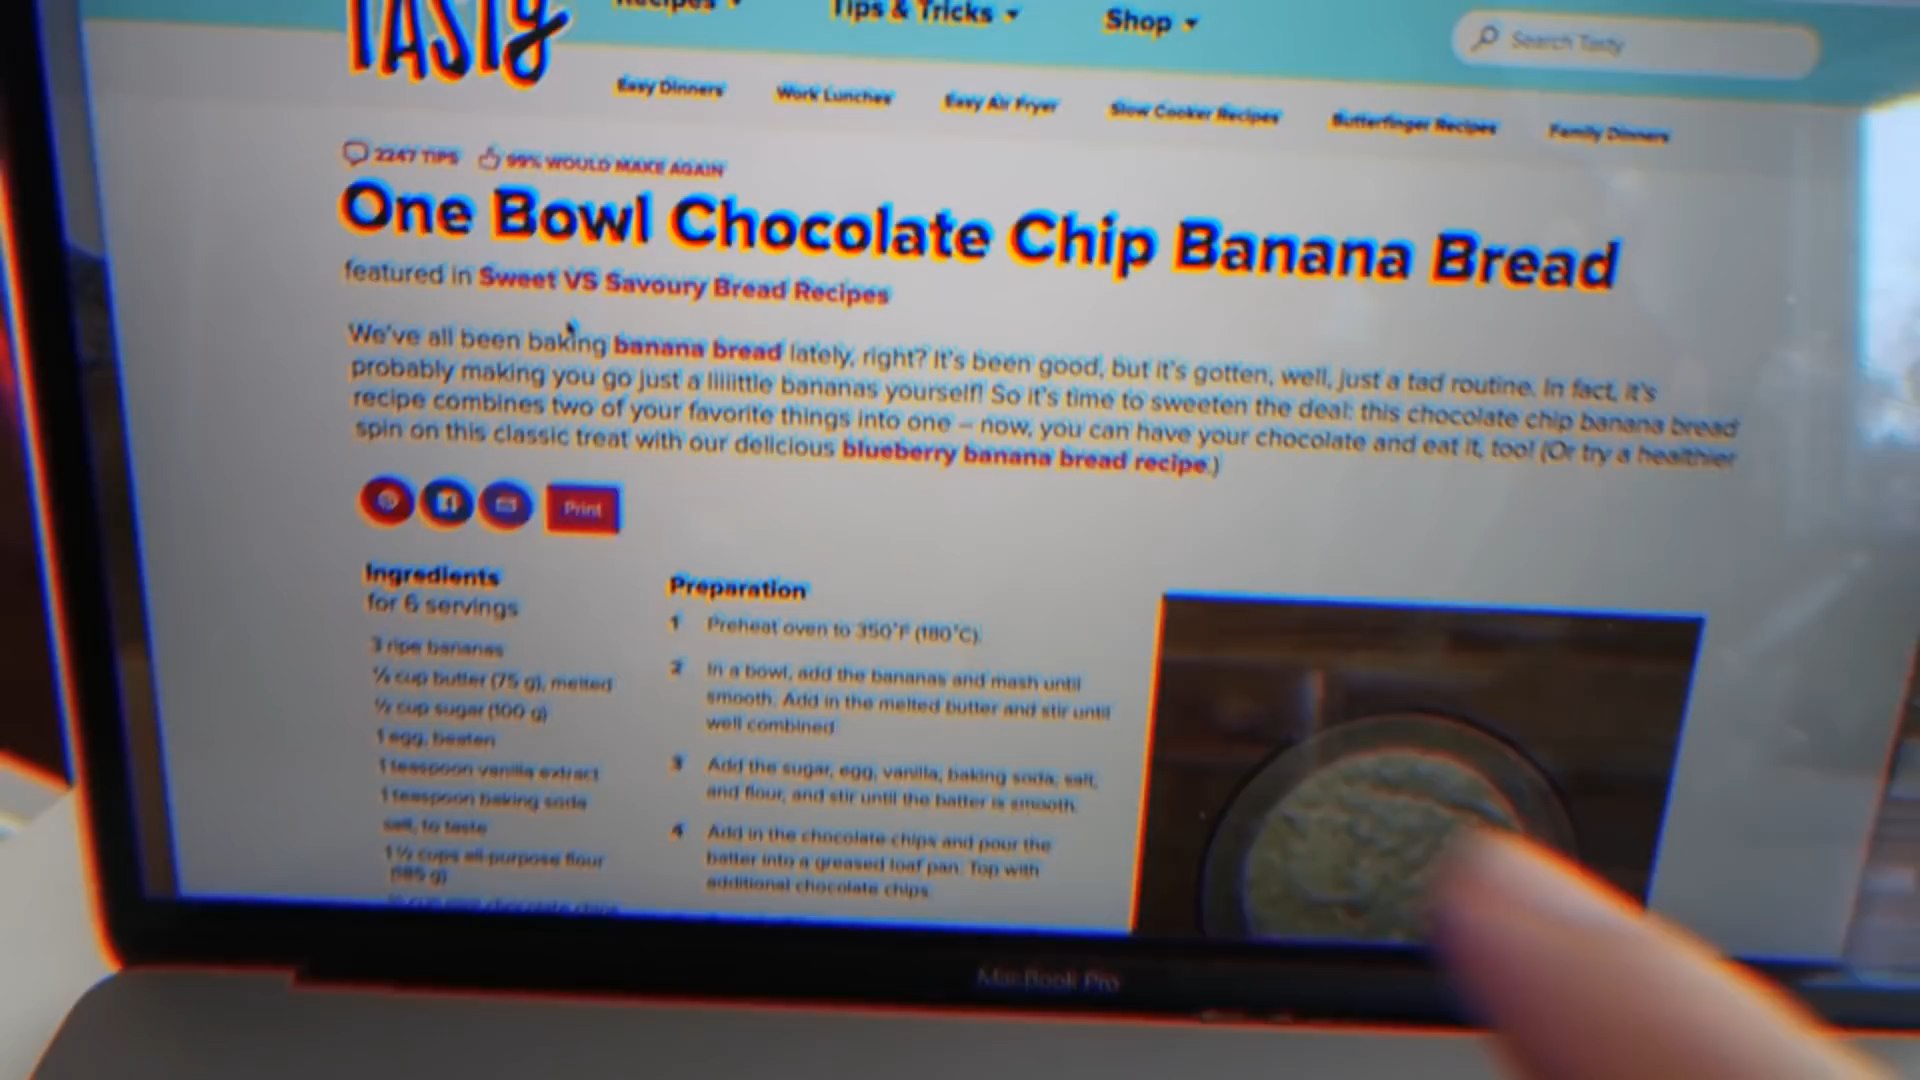 TASTY
Recipes
Tips & Tricks
Shop
Search Tasty
Easy Dinners
Work Lunches
Easy Air Fryer
Slow Cooker Recipes
Butterfinger Recipes
Family Dinners
2247 TIPS
99% WOULD MAKE AGAIN
One Bowl Chocolate Chip Banana Bread
featured in Sweet VS Savoury Bread Recipes
We've all been baking banana bread lately, right? It's been good, but it's gotten, well, just a tad routine. In fact, it's
probably making you go just a liiiittle bananas yourself! So it's time to sweeten the deal: this chocolate chip banana bread
recipe combines two of your favorite things into one – now, you can have your chocolate and eat it, too! (Or try a healthier
spin on this classic treat with our delicious blueberry banana bread recipe.)
Print
Ingredients
for 6 servings
3 ripe bananas
⅓ cup butter (75 g), melted
½ cup sugar (100 g)
1 egg, beaten
1 teaspoon vanilla extract
1 teaspoon baking soda
salt, to taste
1 ½ cups all-purpose flour
(185 g)
Preparation
1 Preheat oven to 350˚F (180˚C).
2 In a bowl, add the bananas and mash until
smooth. Add in the melted butter and stir until
well combined.
3 Add the sugar, egg, vanilla, baking soda, salt,
and flour, and stir until the batter is smooth.
4 Add in the chocolate chips and pour the
batter into a greased loaf pan. Top with
additional chocolate chips.
MacBook Pro